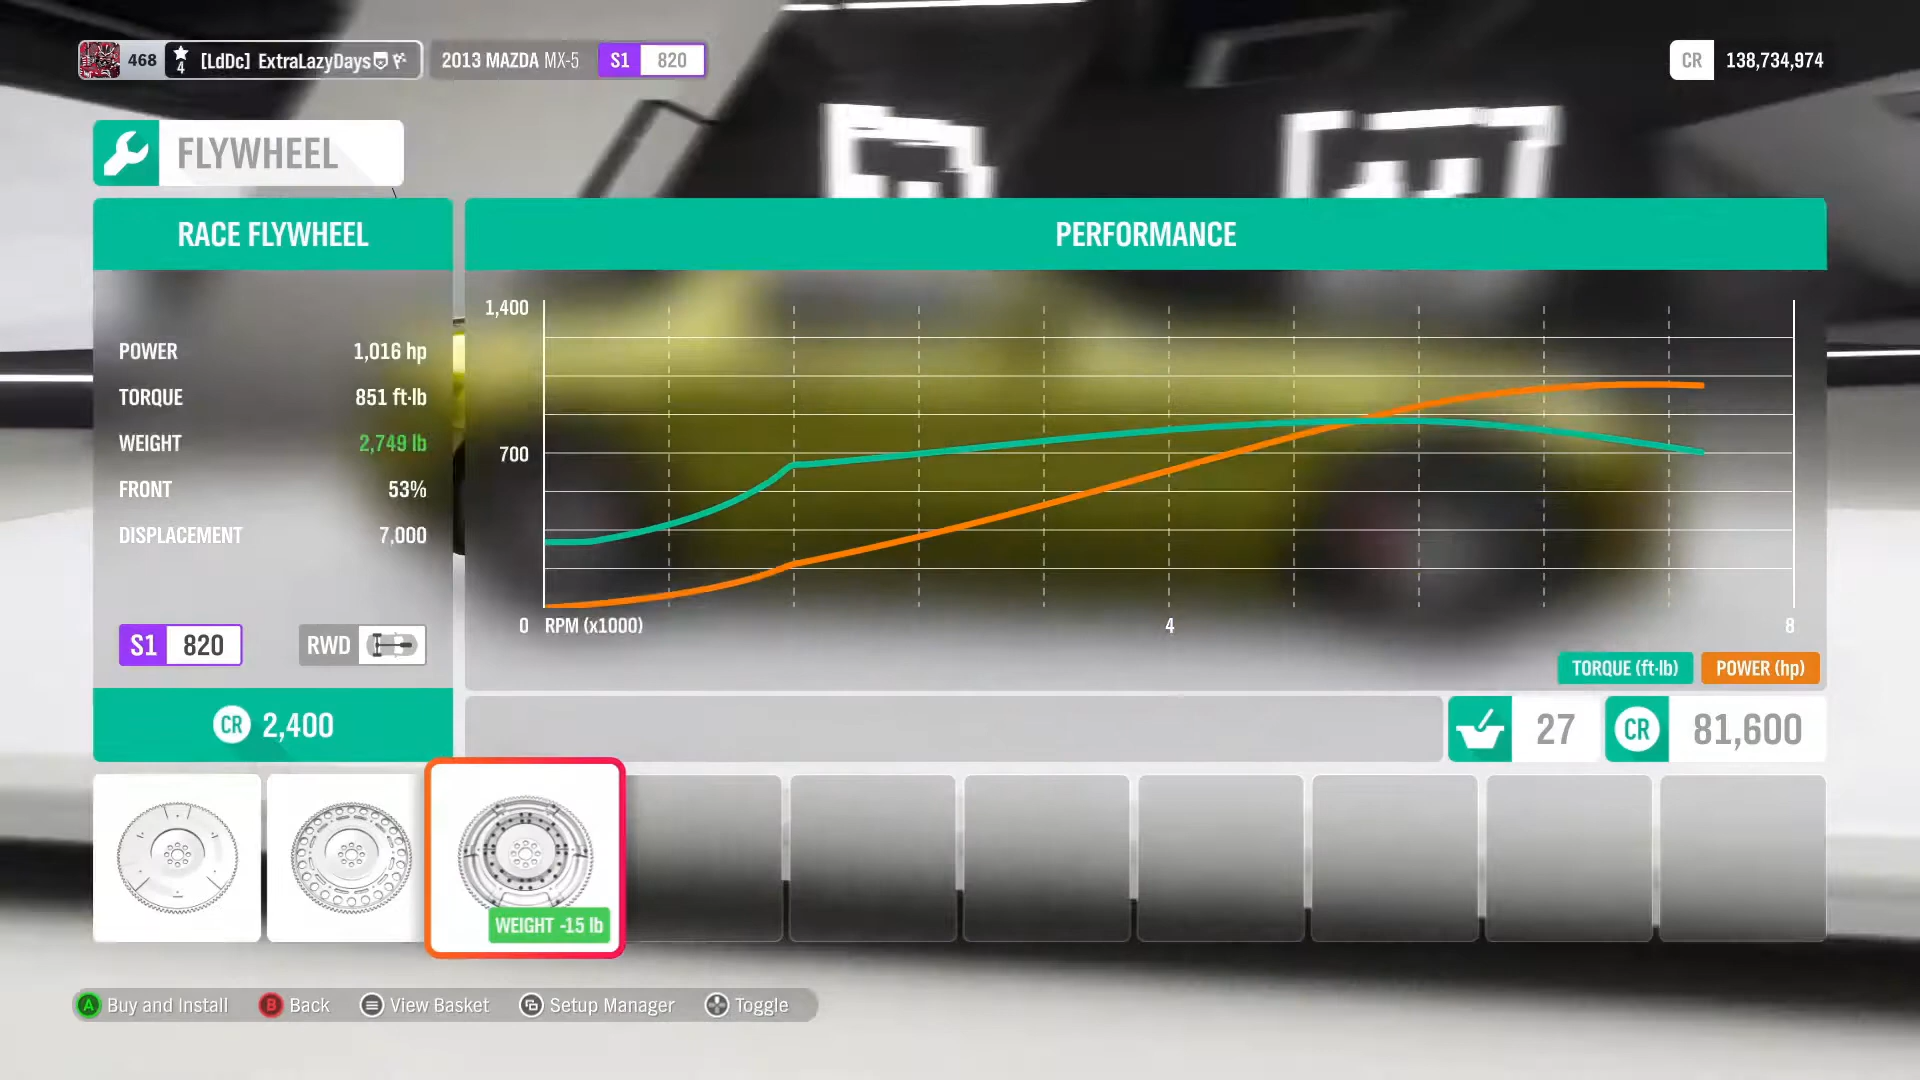 468 4 [LdDc] ExtraLazyDays 2013 MAZDA MX-5 S1 820 CR 138,734,974
FLYWHEEL
RACE FLYWHEEL
POWER 1,016 hp
TORQUE 851 ft·lb
WEIGHT 2,749 lb
FRONT 53%
DISPLACEMENT 7,000
S1 820 RWD
CR 2,400
PERFORMANCE
1,400
700
0 RPM (x1000) 4 8
TORQUE (ft·lb) POWER (hp)
27 CR 81,600
WEIGHT -15 lb
A Buy and Install B Back View Basket Setup Manager Toggle